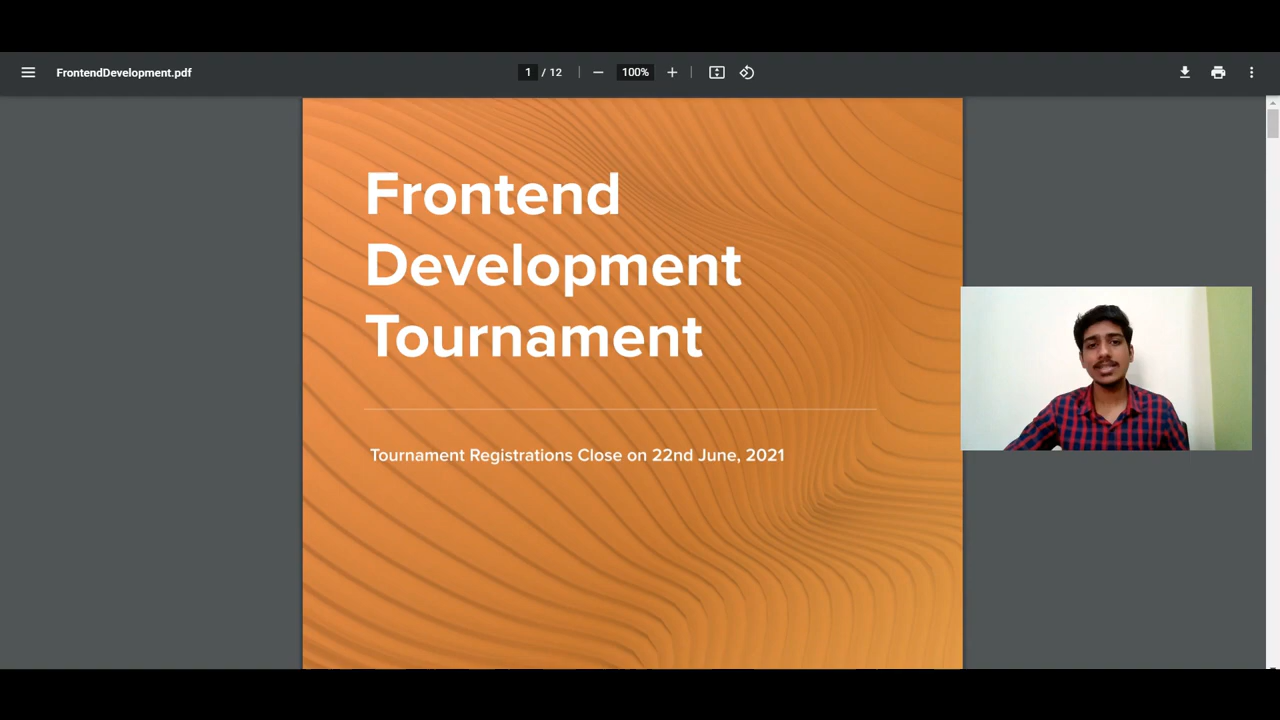 FrontendDevelopment.pdf
1 / 12
100%
Frontend
Development
Tournament
Tournament Registrations Close on 22nd June, 2021